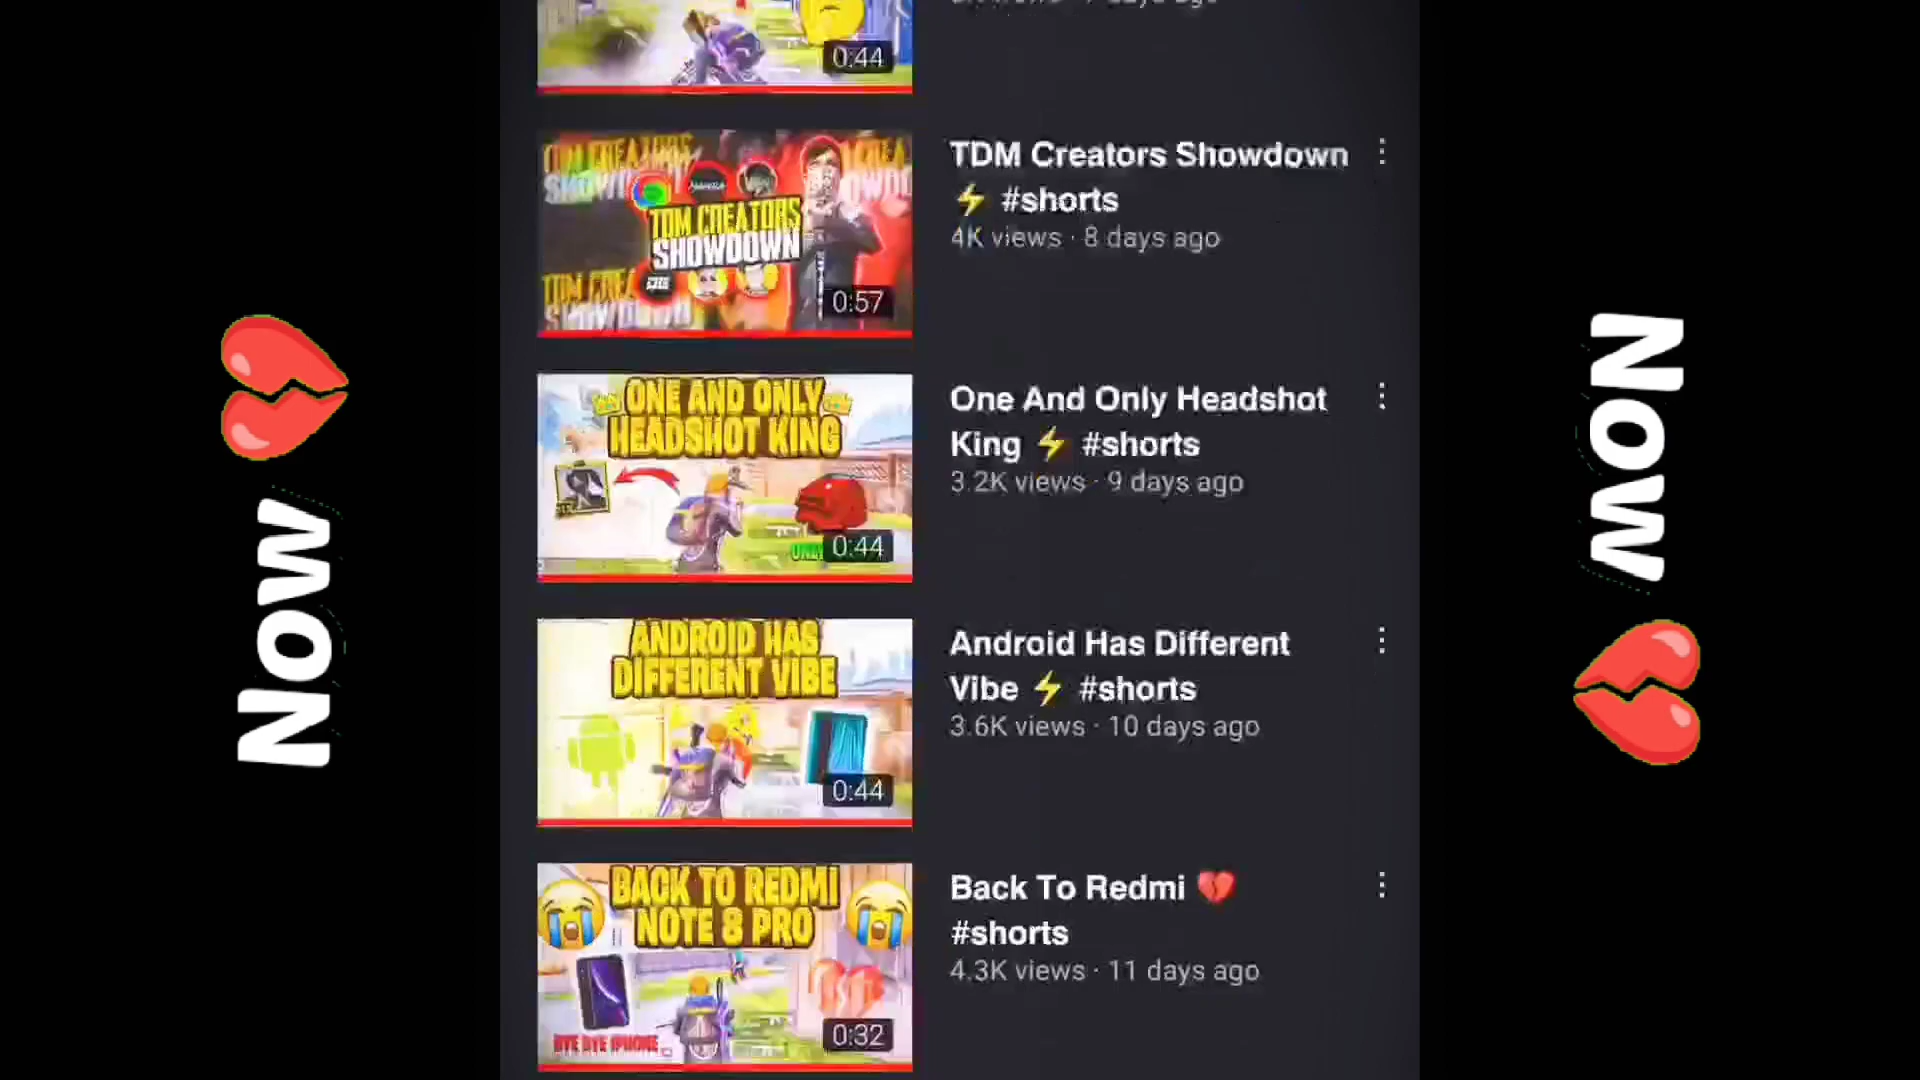 0:44
TDM CREATORS
SHOWDOWN
0:57
TDM Creators Showdown
⚡ #shorts
4K views · 8 days ago
ONE AND ONLY
HEADSHOT KING
0:44
One And Only Headshot
King ⚡ #shorts
3.2K views · 9 days ago
ANDROID HAS
DIFFERENT VIBE
0:44
Android Has Different
Vibe ⚡ #shorts
3.6K views · 10 days ago
BACK TO REDMI
NOTE 8 PRO
BYE BYE IPHONE
0:32
Back To Redmi 💔
#shorts
4.3K views · 11 days ago
Now 💔
Now 💔